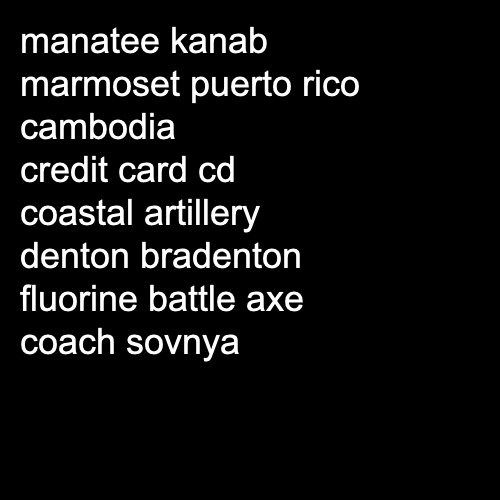 manatee kanab
marmoset puerto rico
cambodia
credit card cd
coastal artillery
denton bradenton
fluorine battle axe
coach sovnya